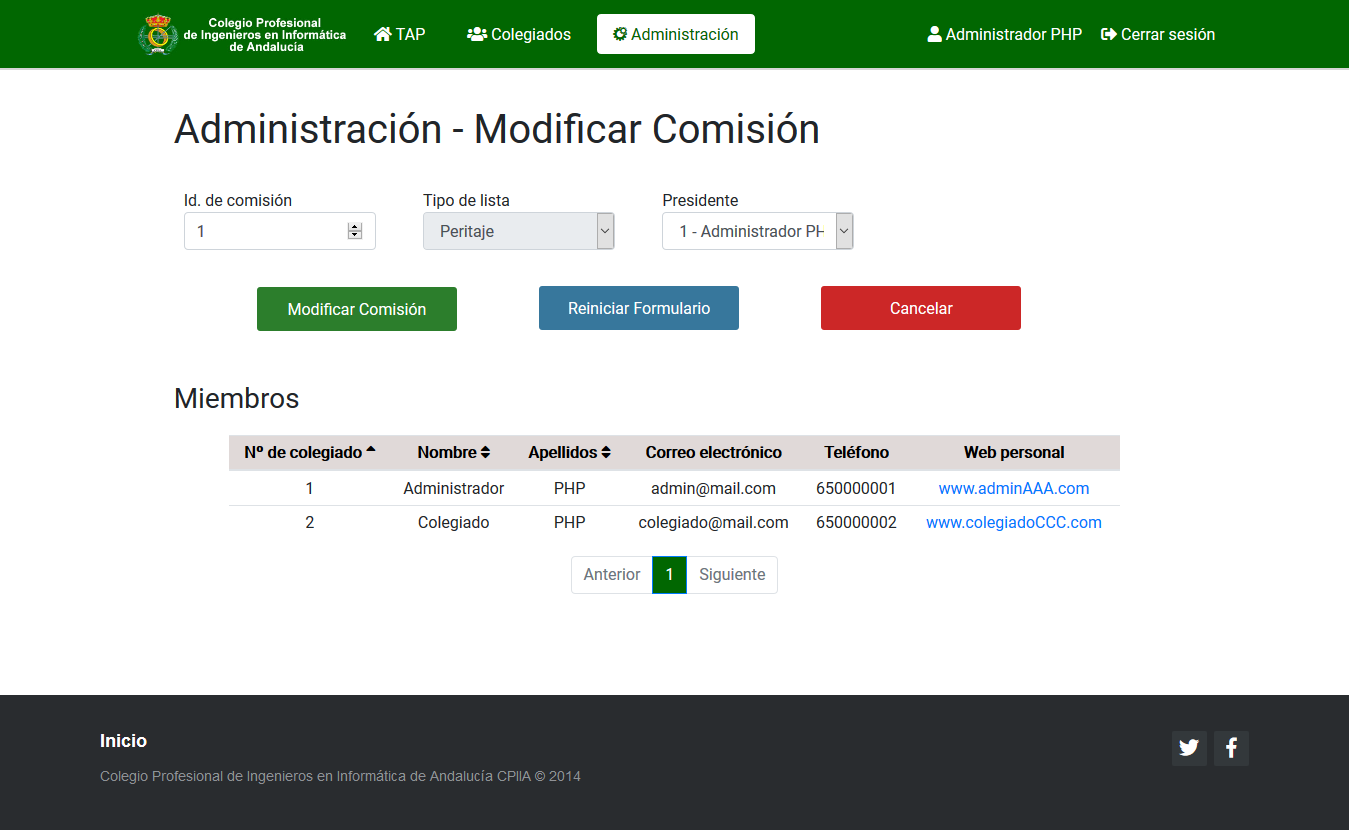 Colegio Profesional
de Ingenieros en Informática
de Andalucía
TAP
Colegiados
Administración
Administrador PHP
Cerrar sesión
Administración - Modificar Comisión
Id. de comisión
Tipo de lista
Presidente
1
Peritaje
1 - Administrador PH
Modificar Comisión
Reiniciar Formulario
Cancelar
Miembros
Nº de colegiado Nombre Apellidos Correo electrónico Teléfono Web personal
1 Administrador PHP admin@mail.com 650000001 www.adminAAA.com
2 Colegiado PHP colegiado@mail.com 650000002 www.colegiadoCCC.com
Anterior 1 Siguiente
Inicio
Colegio Profesional de Ingenieros en Informática de Andalucía CPIIA © 2014